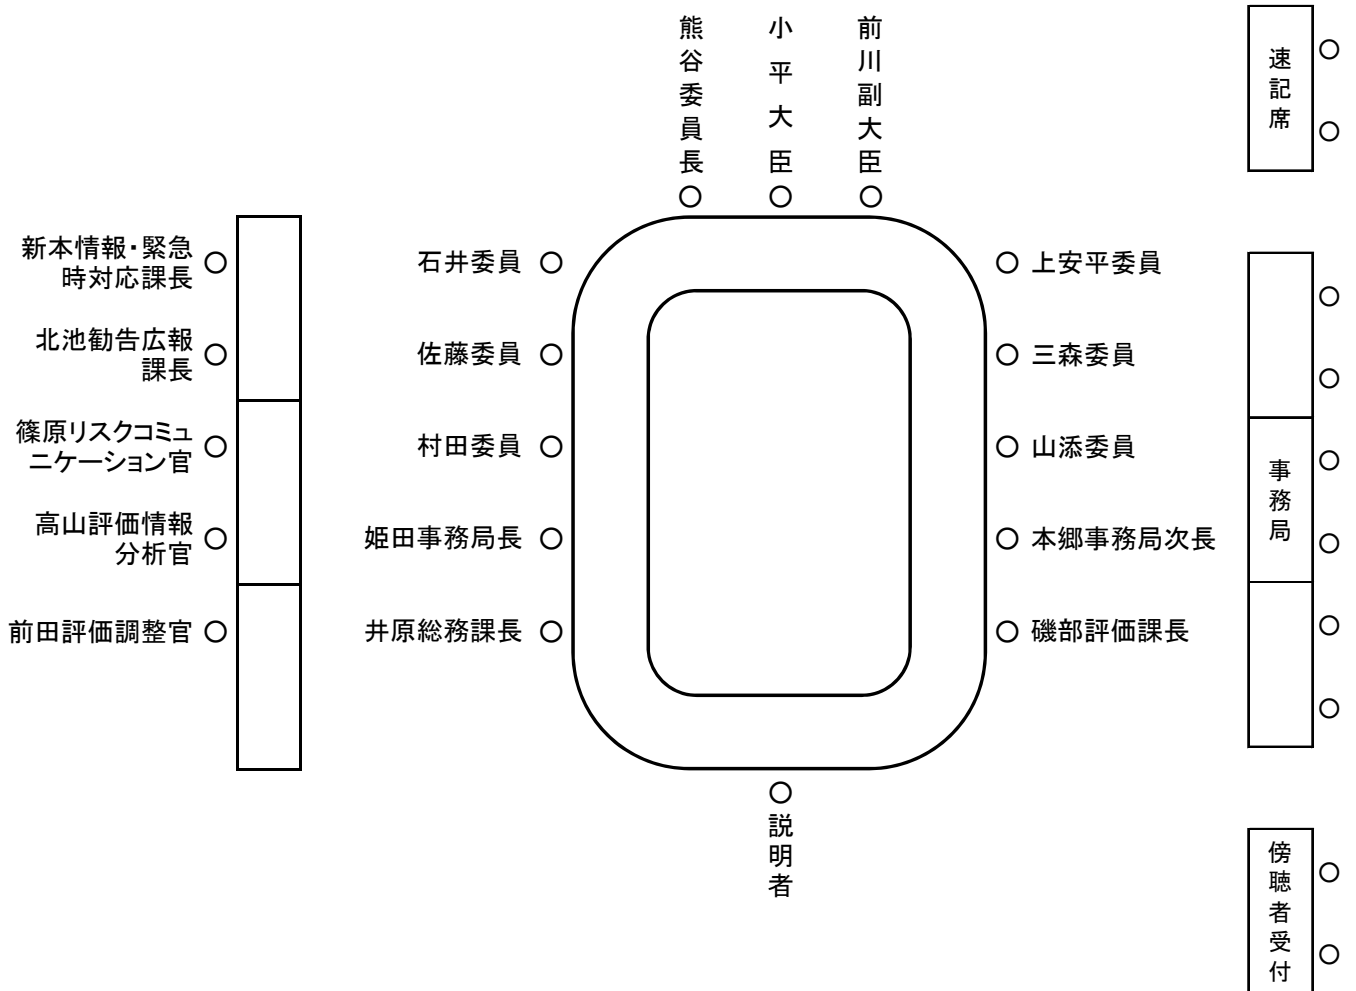 熊谷委員長
小平大臣
前川副大臣
速記席
新本情報・緊急
時対応課長
北池勧告広報
課長
篠原リスクコミュ
ニケーション官
高山評価情報
分析官
前田評価調整官
石井委員
佐藤委員
村田委員
姫田事務局長
井原総務課長
上安平委員
三森委員
山添委員
本郷事務局次長
磯部評価課長
事務局
説明者
傍聴者受付